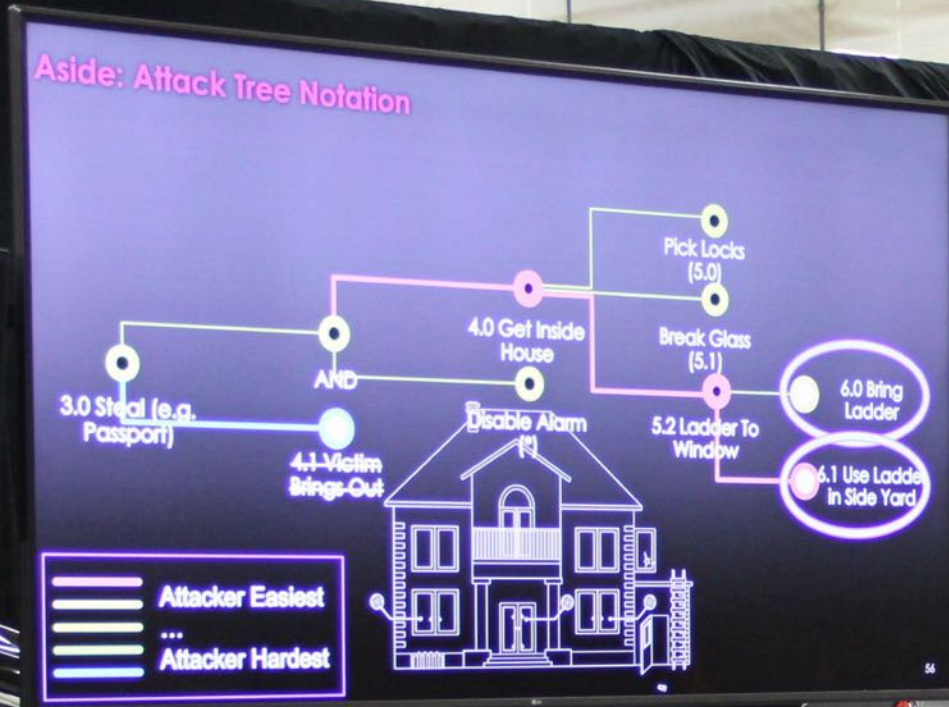 Aside: Attack Tree Notation
Pick Locks
(5.0)
4.0 Get Inside
House
Break Glass
(5.1)
AND
3.0 Steal (e.g.
Passport)
Disable Alarm
(*)
5.2 Ladder To
Window
6.0 Bring
Ladder
4.1 Victim
Brings Out
6.1 Use Ladder
in Side Yard
Attacker Easiest
...
Attacker Hardest
56
LG